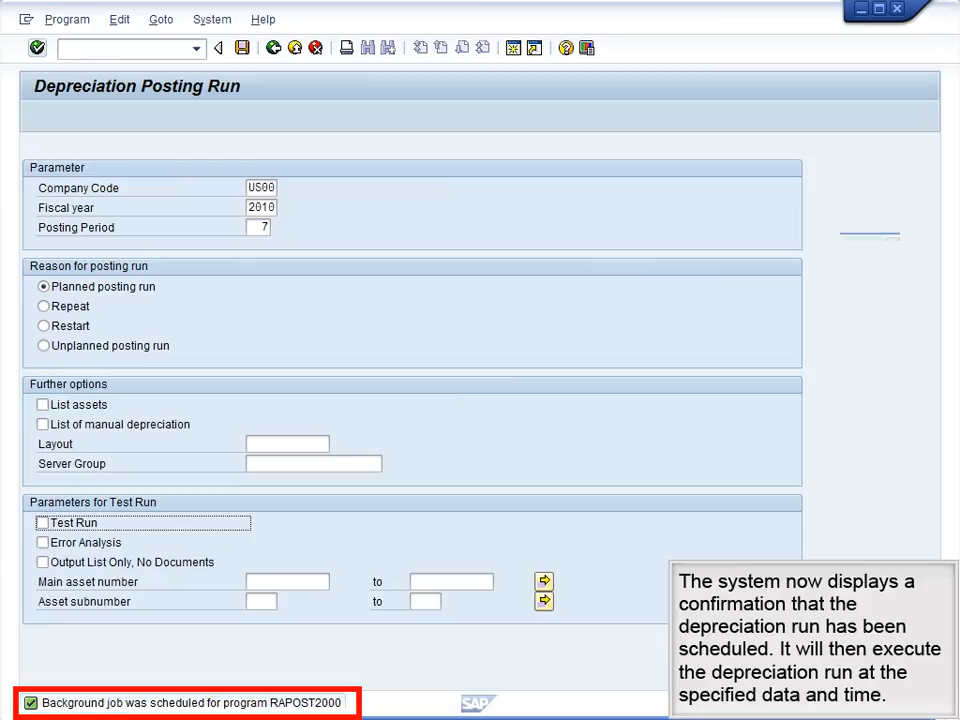 Program Edit Goto System Help
Depreciation Posting Run
Parameter
Company Code US00
Fiscal year 2010
Posting Period 7
Reason for posting run
Planned posting run
Repeat
Restart
Unplanned posting run
Further options
List assets
List of manual depreciation
Layout
Server Group
Parameters for Test Run
Test Run
Error Analysis
Output List Only, No Documents
Main asset number to
Asset subnumber to
The system now displays a
confirmation that the
depreciation run has been
scheduled. It will then execute
the depreciation run at the
specified data and time.
Background job was scheduled for program RAPOST2000
SAP